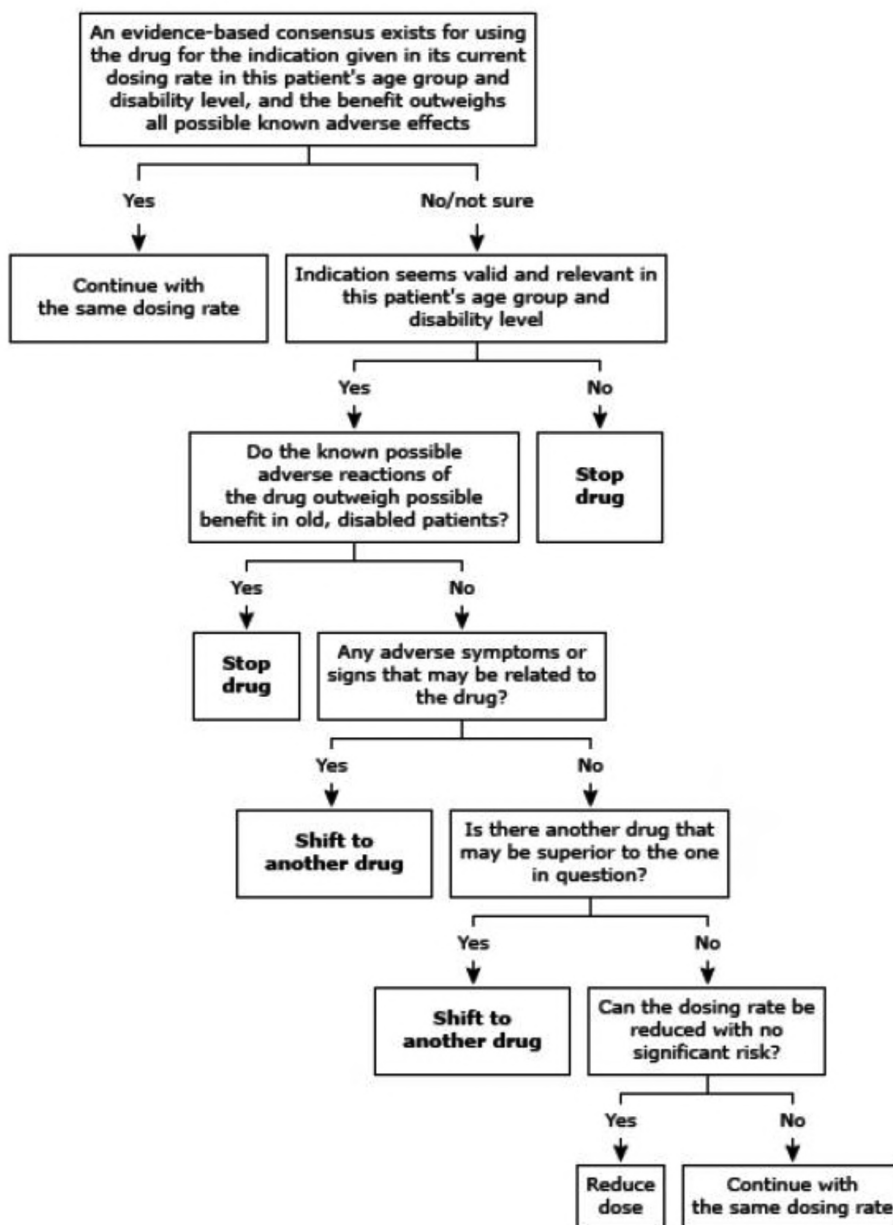 An evidence-based consensus exists for using
the drug for the indication given in its current
dosing rate in this patient's age group and
disability level, and the benefit outweighs
all possible known adverse effects
Yes
No/not sure
Continue with
the same dosing rate
Indication seems valid and relevant in
this patient's age group and
disability level
Yes
No
Do the known possible
adverse reactions of
the drug outweigh possible
benefit in old, disabled patients?
Stop
drug
Yes
No
Stop
drug
Any adverse symptoms or
signs that may be related to
the drug?
Yes
No
Shift to
another drug
Is there another drug that
may be superior to the one
in question?
Yes
No
Shift to
another drug
Can the dosing rate be
reduced with no
significant risk?
Yes
No
Reduce
dose
Continue with
the same dosing rate